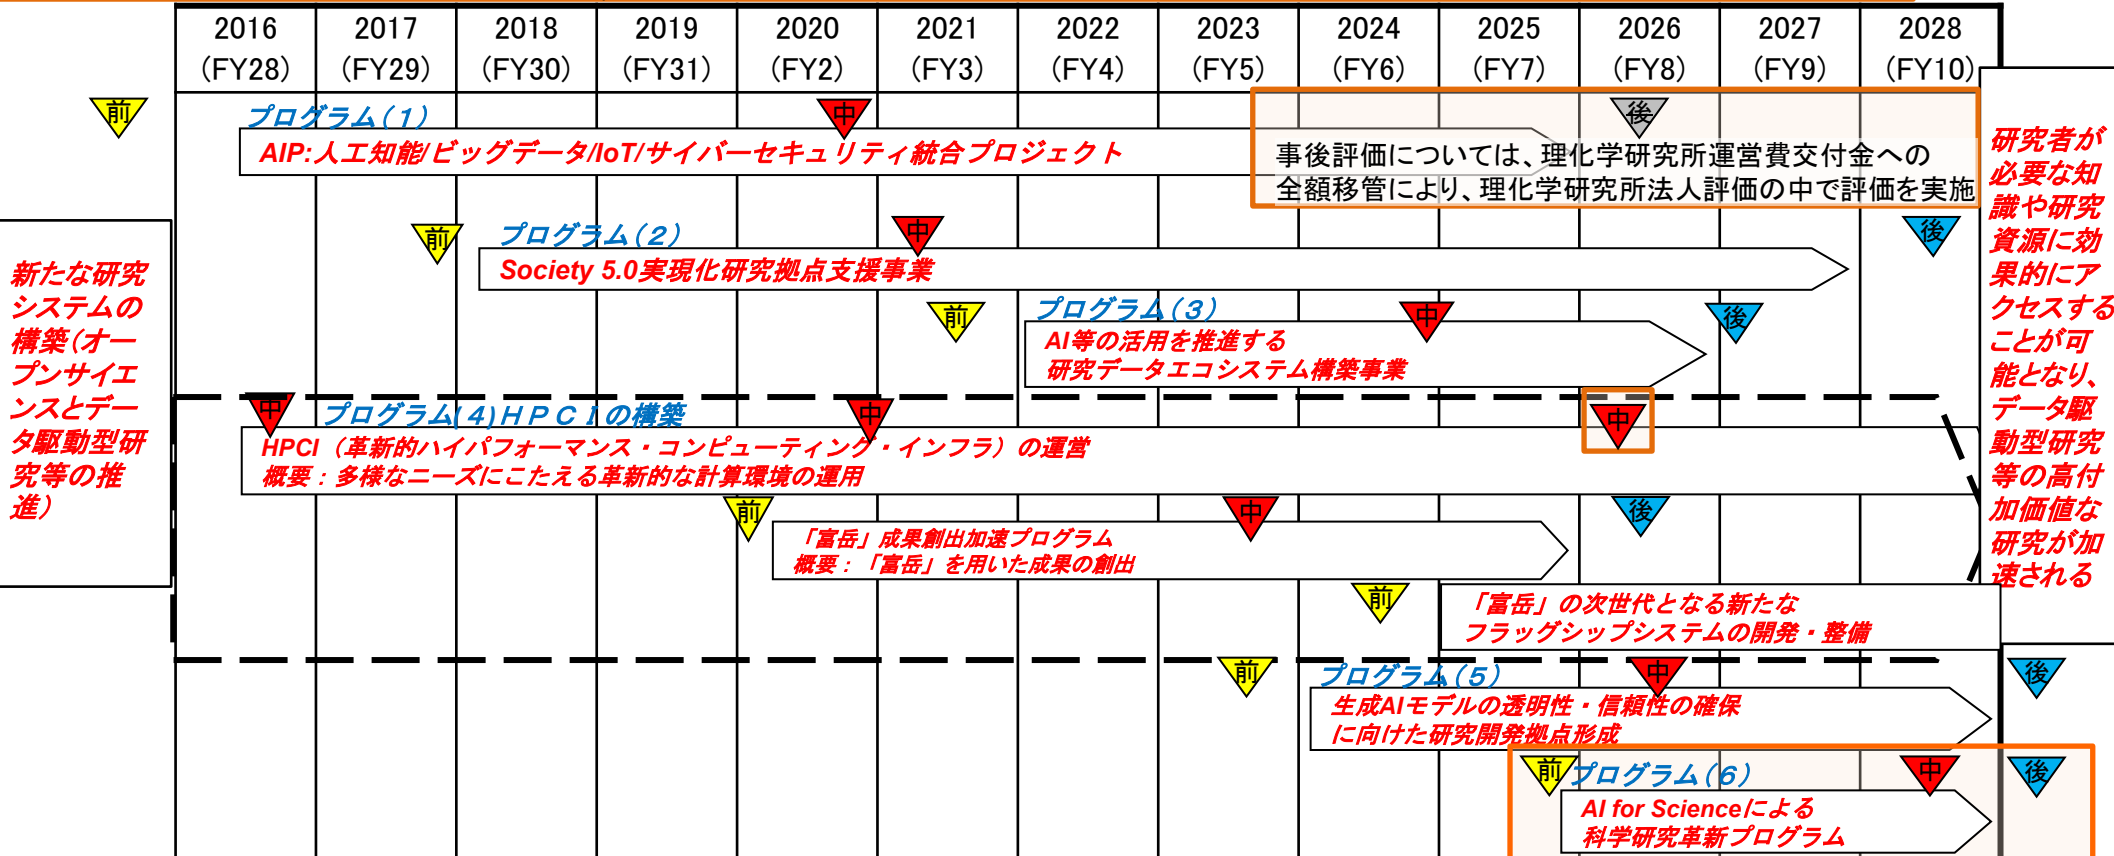 2016 2017 2018 2019 2020 2021 2022 2023 2024 2025 2026 2027 2028
(FY28) (FY29) (FY30) (FY31) (FY2) (FY3) (FY4) (FY5) (FY6) (FY7) (FY8) (FY9) (FY10)
前
プログラム(1)
中
後
AIP:人工知能/ビッグデータ/IoT/サイバーセキュリティ統合プロジェクト
事後評価については、理化学研究所運営費交付金への
全額移管により、理化学研究所法人評価の中で評価を実施
前
プログラム(2)
中
後
Society 5.0実現化研究拠点支援事業
前
プログラム(3)
中
後
AI等の活用を推進する
研究データエコシステム構築事業
中
プログラム(4)HPCIの構築
中
中
HPCI(革新的ハイパフォーマンス・コンピューティング・インフラ)の運営
概要:多様なニーズにこたえる革新的な計算環境の運用
前
中
後
「富岳」成果創出加速プログラム
概要:「富岳」を用いた成果の創出
前
「富岳」の次世代となる新たな
フラッグシップシステムの開発・整備
前
プログラム(5)
中
後
生成AIモデルの透明性・信頼性の確保
に向けた研究開発拠点形成
前
プログラム(6)
中
後
AI for Scienceによる
科学研究革新プログラム
新たな研究
システムの
構築(オー
プンサイエ
ンスとデー
タ駆動型研
究等の推
進)
研究者が
必要な知
識や研究
資源に効
果的にア
クセスする
ことが可
能となり、
データ駆
動型研究
等の高付
加価値な
研究が加
速される